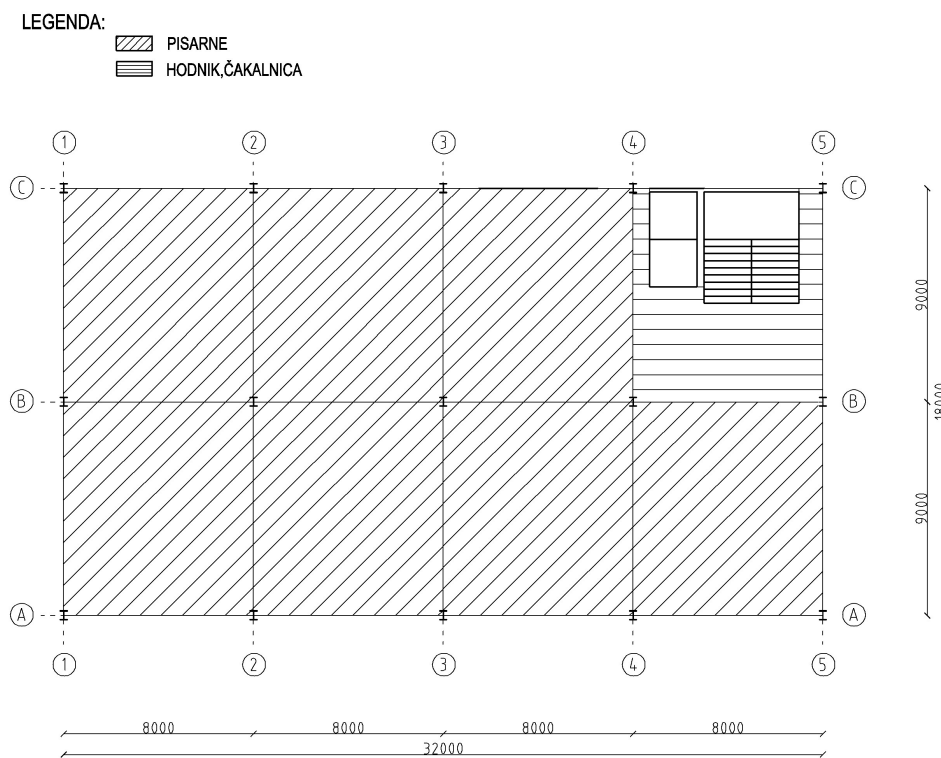 LEGENDA:
PISARNE
HODNIK,ČAKALNICA
1 2 3 4 5
C C
9000
B B
18000
9000
A A
1 2 3 4 5
8000 8000 8000 8000
32000